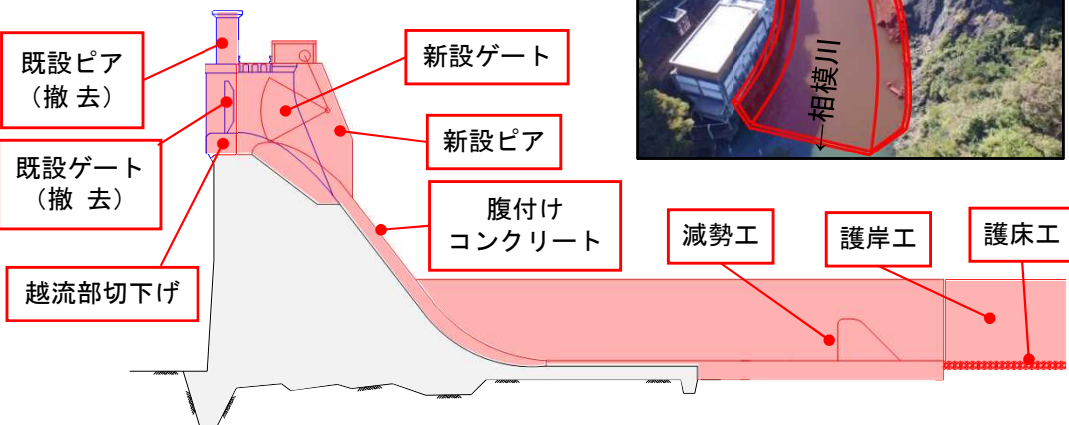 既設ピア
（撤 去）
新設ゲート
←相模川
新設ピア
既設ゲート
（撤 去）
腹付け
コンクリート
減勢工
護岸工
護床工
越流部切下げ